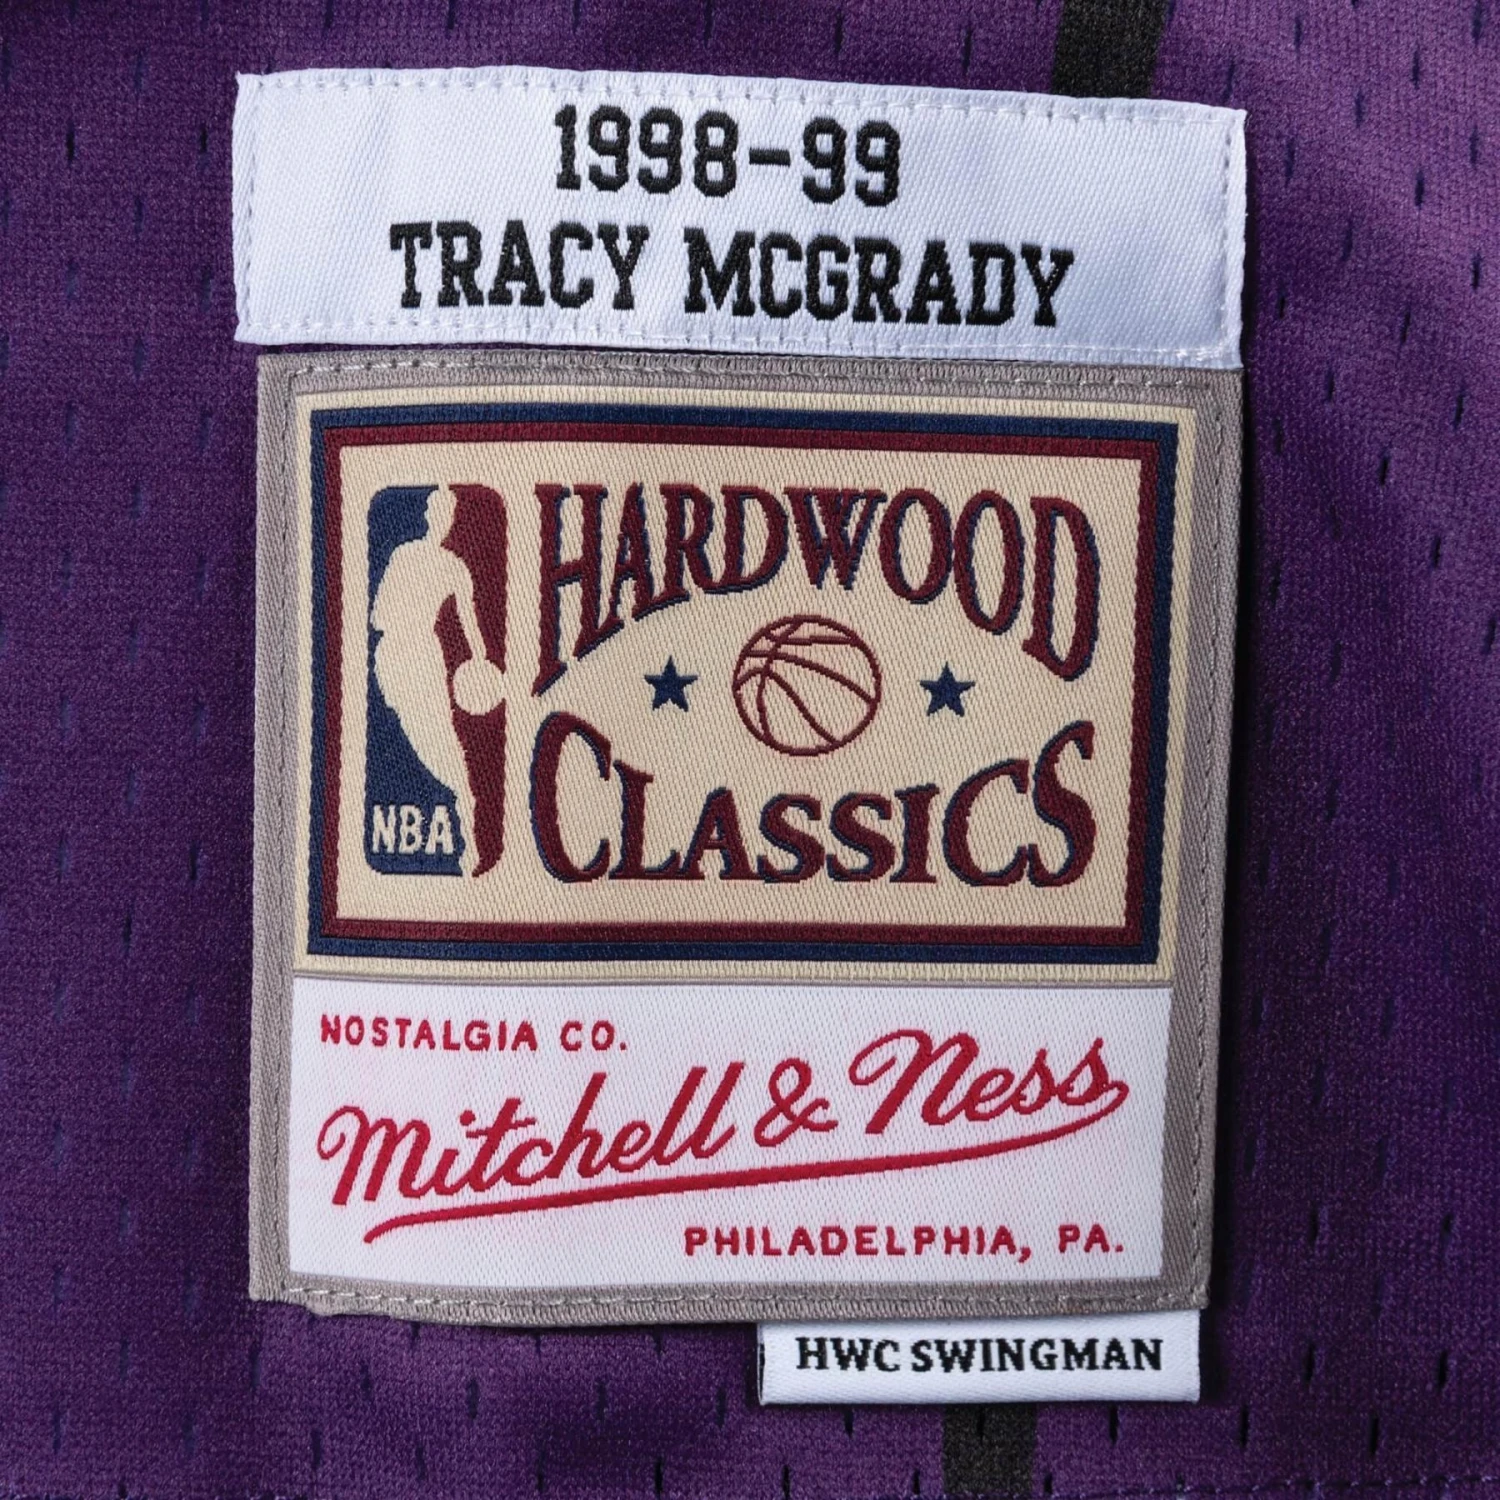 1998-99
TRACY MCGRADY
HARDWOOD
CLASSICS
NBA
NOSTALGIA CO.
Mitchell & Ness
PHILADELPHIA, PA.
HWC SWINGMAN